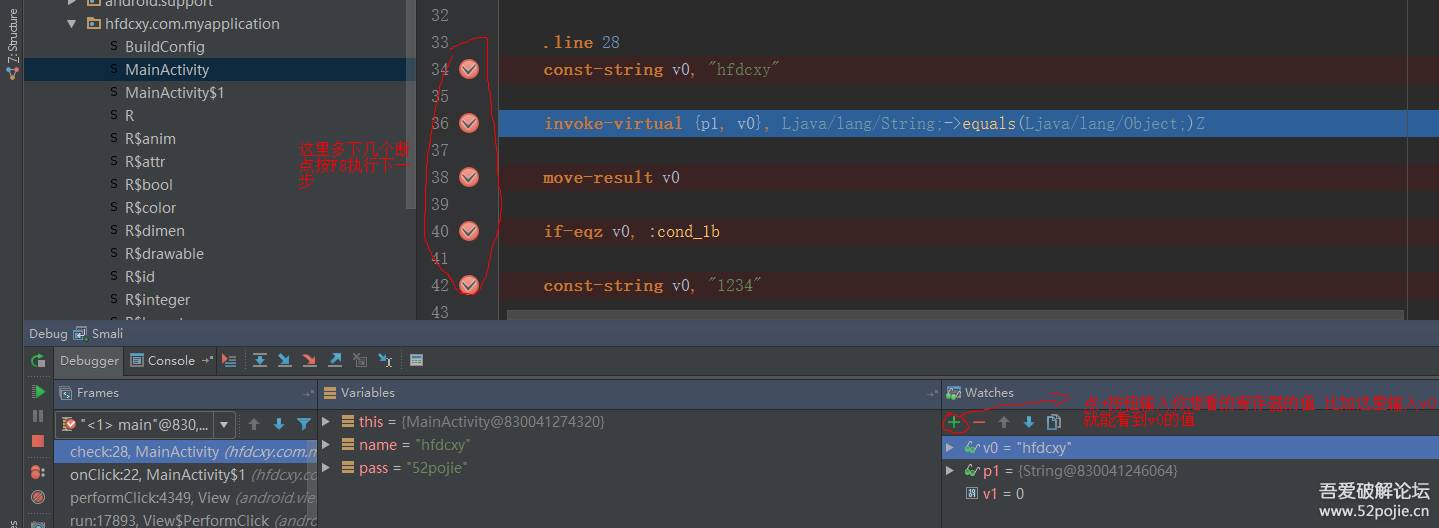 android.support
hfdcxy.com.myapplication
BuildConfig
MainActivity
MainActivity$1
R
R$anim
R$attr
R$bool
R$color
R$dimen
R$drawable
R$id
R$integer
Z: Structure
这里多下几个断
点按F8执行下一
步
32
33 .line 28
34 const-string v0, "hfdcxy"
35
36 invoke-virtual {p1, v0}, Ljava/lang/String;->equals(Ljava/lang/Object;)Z
37
38 move-result v0
39
40 if-eqz v0, :cond_1b
41
42 const-string v0, "1234"
43
Debug Smali
Debugger Console
Frames
"<1> main"@830,...
check:28, MainActivity (hfdcxy.com.m
onClick:22, MainActivity$1 (hfdcxy.co
performClick:4349, View (android.vie
run:17893, View$PerformClick (andro
Variables
this = {MainActivity@830041274320}
name = "hfdcxy"
pass = "52pojie"
Watches
点+按钮输入你想看的寄存器的值 比如这里输入v0
就能看到v0的值
v0 = "hfdcxy"
p1 = {String@830041246064}
v1 = 0
吾爱破解论坛
www.52pojie.cn